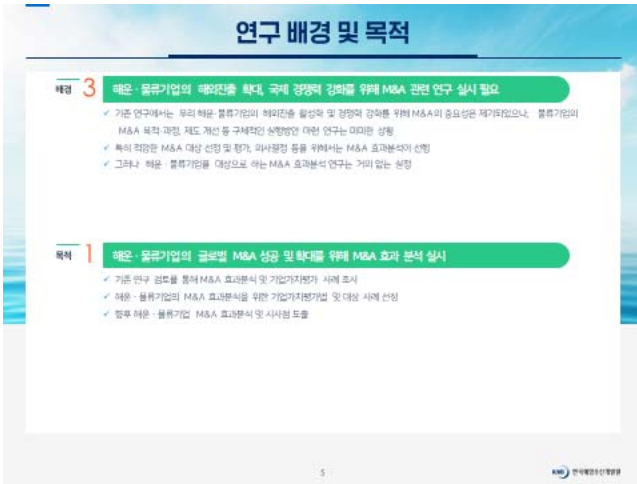 연구 배경 및 목적
배경 3 해운·물류기업의 해외진출 확대, 국제 경쟁력 강화를 위해 M&A 관련 연구 실시 필요
✓ 기존 연구에서는 우리 해운·물류기업의 해외진출 활성화 및 경쟁력 강화를 위해 M&A의 중요성은 제기되었으나, 물류기업의
M&A 목적·과정, 제도 개선 등 구체적인 실행방안 마련 연구는 미미한 상황
✓ 특히 적합한 M&A 대상 선정 및 평가, 의사결정 등을 위해서는 M&A 효과분석이 선행
✓ 그러나 해운·물류기업을 대상으로 하는 M&A 효과분석 연구는 거의 없는 실정
목적 1 해운·물류기업의 글로벌 M&A 성공 및 확대를 위해 M&A 효과 분석 실시
✓ 기존 연구 검토를 통해 M&A 효과분석 및 기업가치평가 사례 조사
✓ 해운·물류기업의 M&A 효과분석을 위한 기업가치평가법 및 대상 사례 선정
✓ 향후 해운·물류기업 M&A 효과분석 및 시사점 도출
5
KMI 한국해양수산개발원